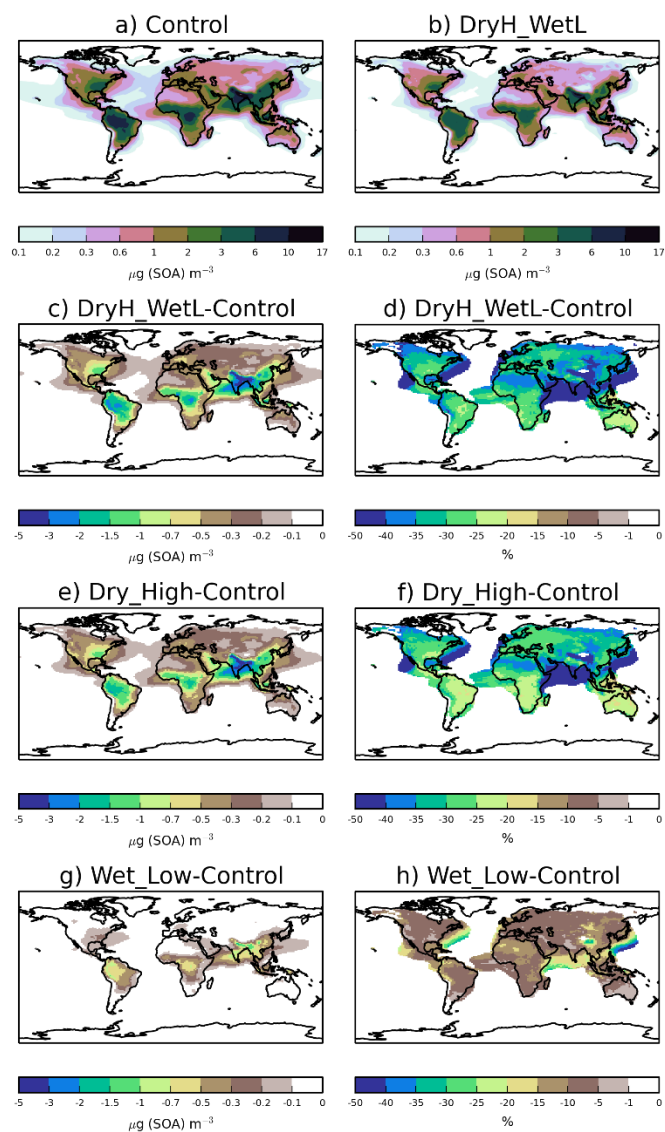 a) Control
b) DryH_WetL
0.1 0.2 0.3 0.6 1 2 3 6 10 17
0.1 0.2 0.3 0.6 1 2 3 6 10 17
μg (SOA) m⁻³
μg (SOA) m⁻³
c) DryH_WetL-Control
d) DryH_WetL-Control
-5 -3 -2 -1.5 -1 -0.7 -0.5 -0.3 -0.2 -0.1 0
-50 -40 -35 -30 -25 -20 -15 -10 -5 -1 0
μg (SOA) m⁻³
%
e) Dry_High-Control
f) Dry_High-Control
-5 -3 -2 -1.5 -1 -0.7 -0.5 -0.3 -0.2 -0.1 0
-50 -40 -35 -30 -25 -20 -15 -10 -5 -1 0
μg (SOA) m ³
%
g) Wet_Low-Control
h) Wet_Low-Control
-5 -3 -2 -1.5 -1 -0.7 -0.5 -0.3 -0.2 -0.1 0
-50 -40 -35 -30 -25 -20 -15 -10 -5 -1 0
μg (SOA) m⁻³
%